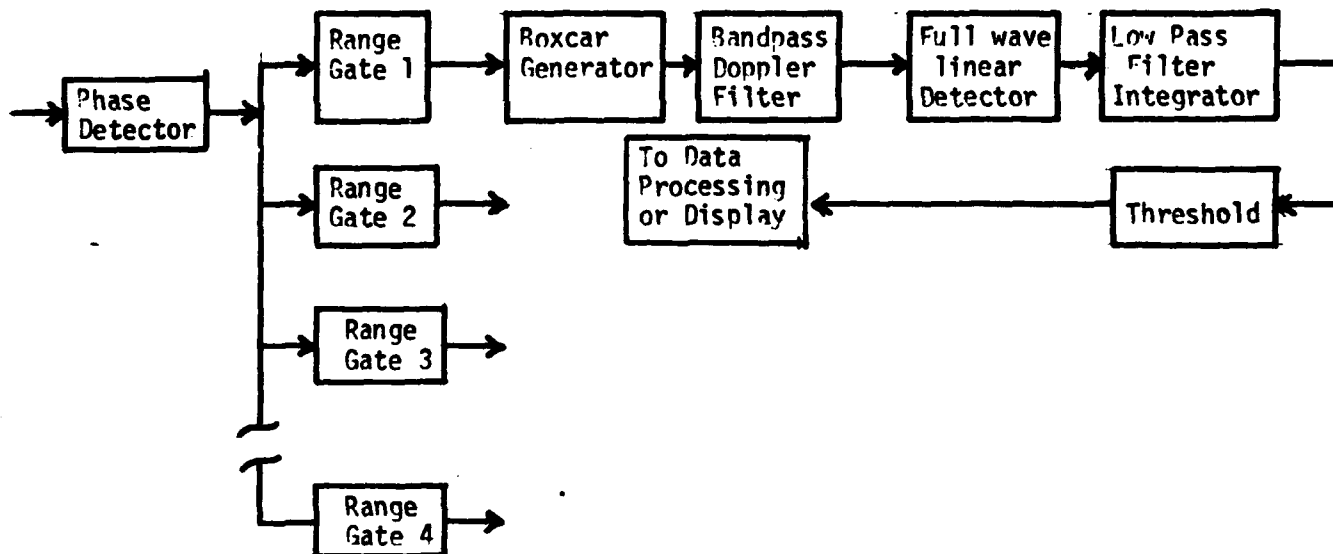 Range
Gate 1
Boxcar
Generator
Bandpass
Doppler
Filter
Full wave
linear
Detector
Low Pass
Filter
Integrator
Phase
Detector
To Data
Processing
or Display
Range
Gate 2
Threshold
Range
Gate 3
Range
Gate 4